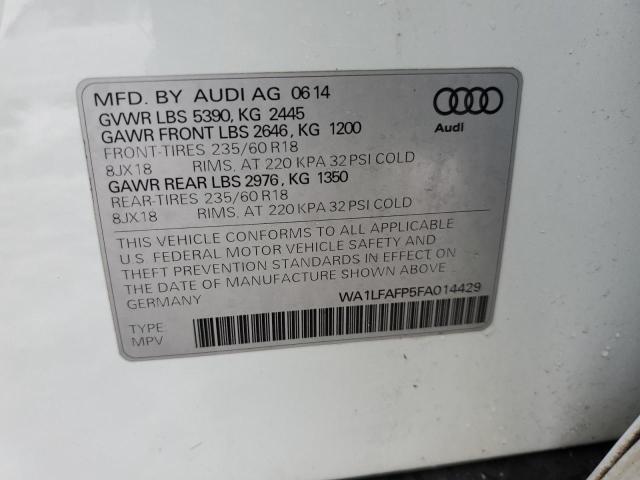 MFD. BY AUDI AG 06 14
GVWR LBS 5390, KG 2445
GAWR FRONT LBS 2646, KG 1200
FRONT-TIRES 235/60 R18
8JX18 RIMS, AT 220 KPA 32 PSI COLD
GAWR REAR LBS 2976, KG 1350
REAR-TIRES 235/60 R18
8JX18 RIMS, AT 220 KPA 32 PSI COLD
Audi
THIS VEHICLE CONFORMS TO ALL APPLICABLE
U.S. FEDERAL MOTOR VEHICLE SAFETY AND
THEFT PREVENTION STANDARDS IN EFFECT ON
THE DATE OF MANUFACTURE SHOWN ABOVE.
GERMANY
WA1LFAFP5FA014429
TYPE
MPV